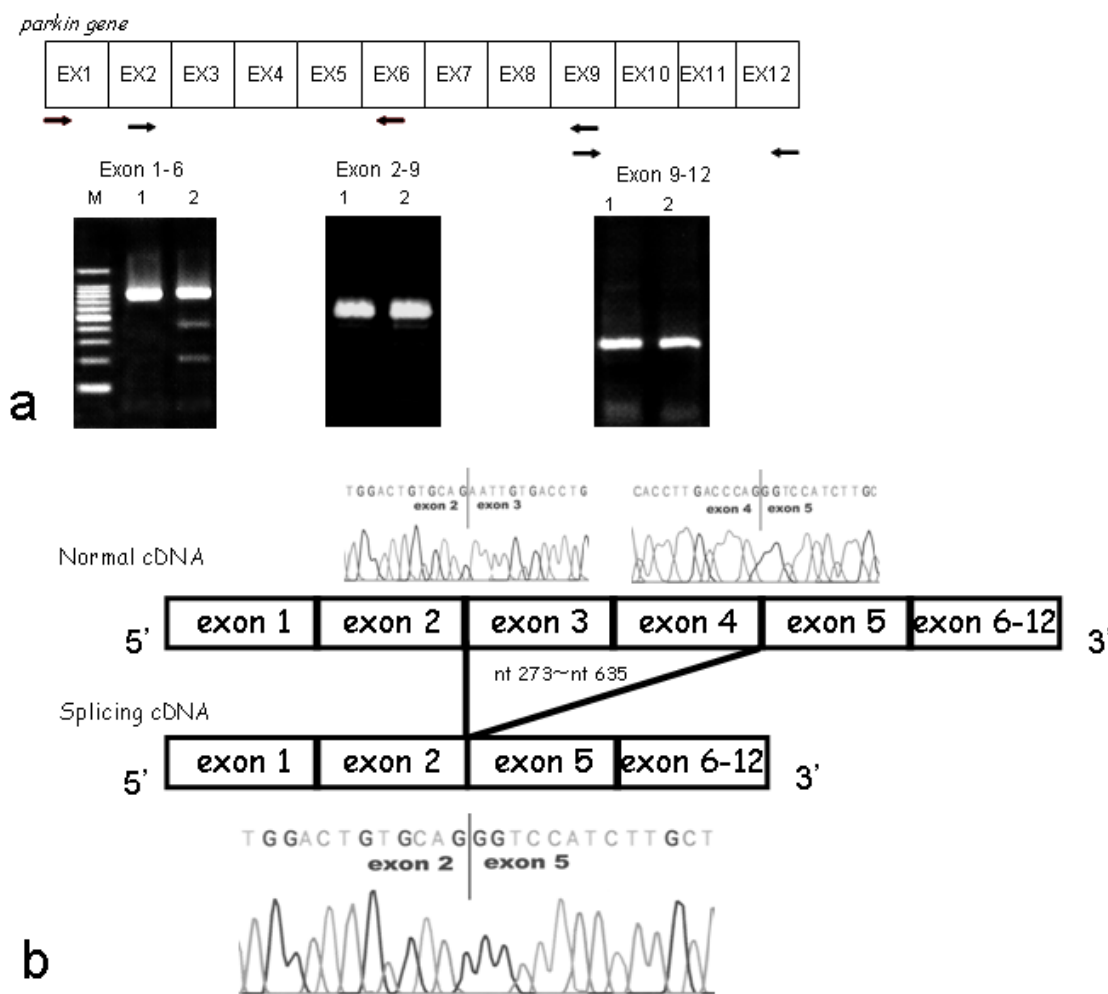 parkin gene
EX1 EX2 EX3 EX4 EX5 EX6 EX7 EX8 EX9 EX10 EX11 EX12
Exon 1-6 Exon 2-9 Exon 9-12
M 1 2 1 2 1 2
a
TGGACTGTGCAGAATTGTGACCTG CACCTTGACCCAGGGTCCATCTTGC
exon 2 exon 3 exon 4 exon 5
Normal cDNA
5’ exon 1 exon 2 exon 3 exon 4 exon 5 exon 6-12 3’
nt 273~nt 635
Splicing cDNA
5’ exon 1 exon 2 exon 5 exon 6-12 3’
TGGACTGTGCAGGGTCCATCTTGCT
exon 2 exon 5
b